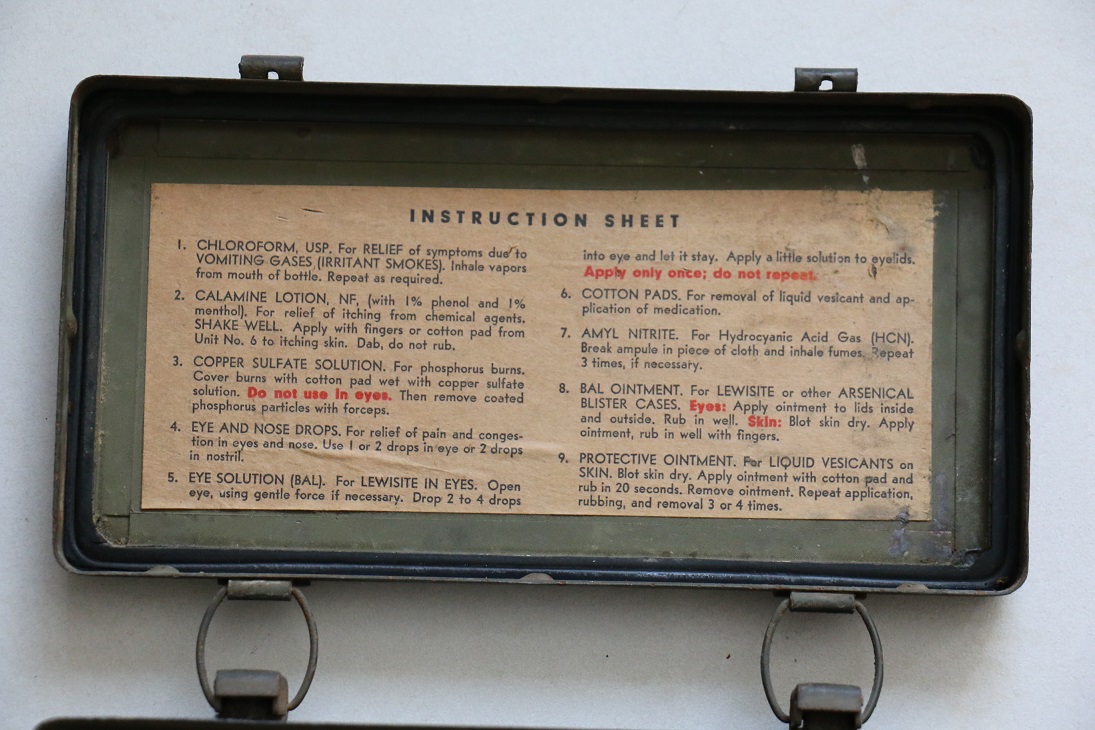 INSTRUCTION SHEET
1. CHLOROFORM, USP. For RELIEF of symptoms due to
VOMITING GASES (IRRITANT SMOKES). Inhale vapors
from mouth of bottle. Repeat as required.
2. CALAMINE LOTION, NF, (with 1% phenol and 1%
menthol). For relief of itching from chemical agents.
SHAKE WELL. Apply with fingers or cotton pad from
Unit No. 6 to itching skin. Dab, do not rub.
3. COPPER SULFATE SOLUTION. For phosphorus burns.
Cover burns with cotton pad wet with copper sulfate
solution. Do not use in eyes. Then remove coated
phosphorus particles with forceps.
4. EYE AND NOSE DROPS. For relief of pain and conges-
tion in eyes and nose. Use 1 or 2 drops in eye or 2 drops
in nostril.
5. EYE SOLUTION (BAL). For LEWISITE IN EYES. Open
eye, using gentle force if necessary. Drop 2 to 4 drops
into eye and let it stay. Apply a little solution to eyelids.
Apply only once; do not repeat.
6. COTTON PADS. For removal of liquid vesicant and ap-
plication of medication.
7. AMYL NITRITE. For Hydrocyanic Acid Gas (HCN).
Break ampule in piece of cloth and inhale fumes. Repeat
3 times, if necessary.
8. BAL OINTMENT. For LEWISITE or other ARSENICAL
BLISTER CASES. Eyes: Apply ointment to lids inside
and outside. Rub in well. Skin: Blot skin dry. Apply
ointment, rub in well with fingers.
9. PROTECTIVE OINTMENT. For LIQUID VESICANTS on
SKIN. Blot skin dry. Apply ointment with cotton pad and
rub in 20 seconds. Remove ointment. Repeat application,
rubbing, and removal 3 or 4 times.